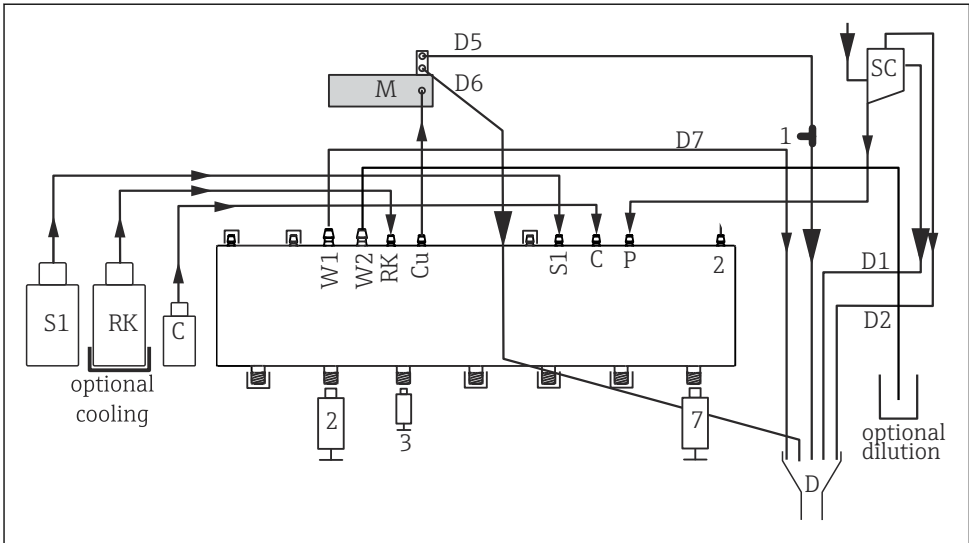 D5
SC
M
D6
1
D7
W1
W2
RK
Cu
S1
C
P
2
D1
S1
RK
C
D2
optional
cooling
2
3
7
optional
dilution
D